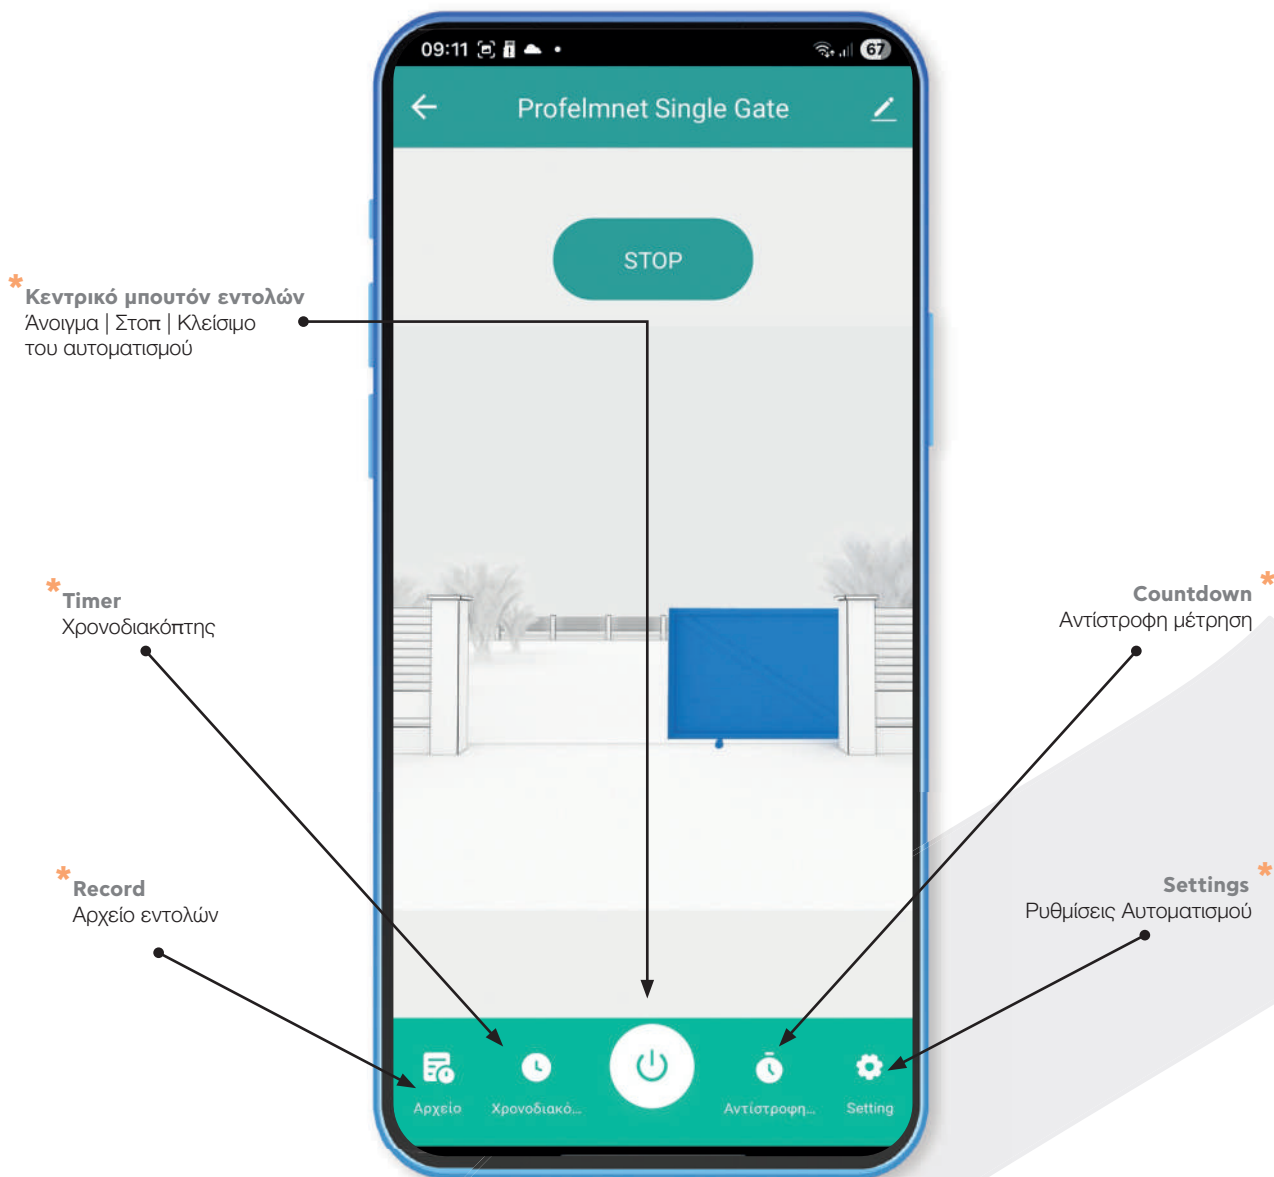 09:11
67
Profelmnet Single Gate
STOP
* Κεντρικό μπουτόν εντολών
Άνοιγμα | Στοπ | Κλείσιμο
του αυτοματισμού
* Timer
Χρονοδιακόπτης
Countdown *
Αντίστροφη μέτρηση
* Record
Αρχείο εντολών
Settings *
Ρυθμίσεις Αυτοματισμού
Αρχείο
Χρονοδιακό...
Αντίστροφη...
Setting